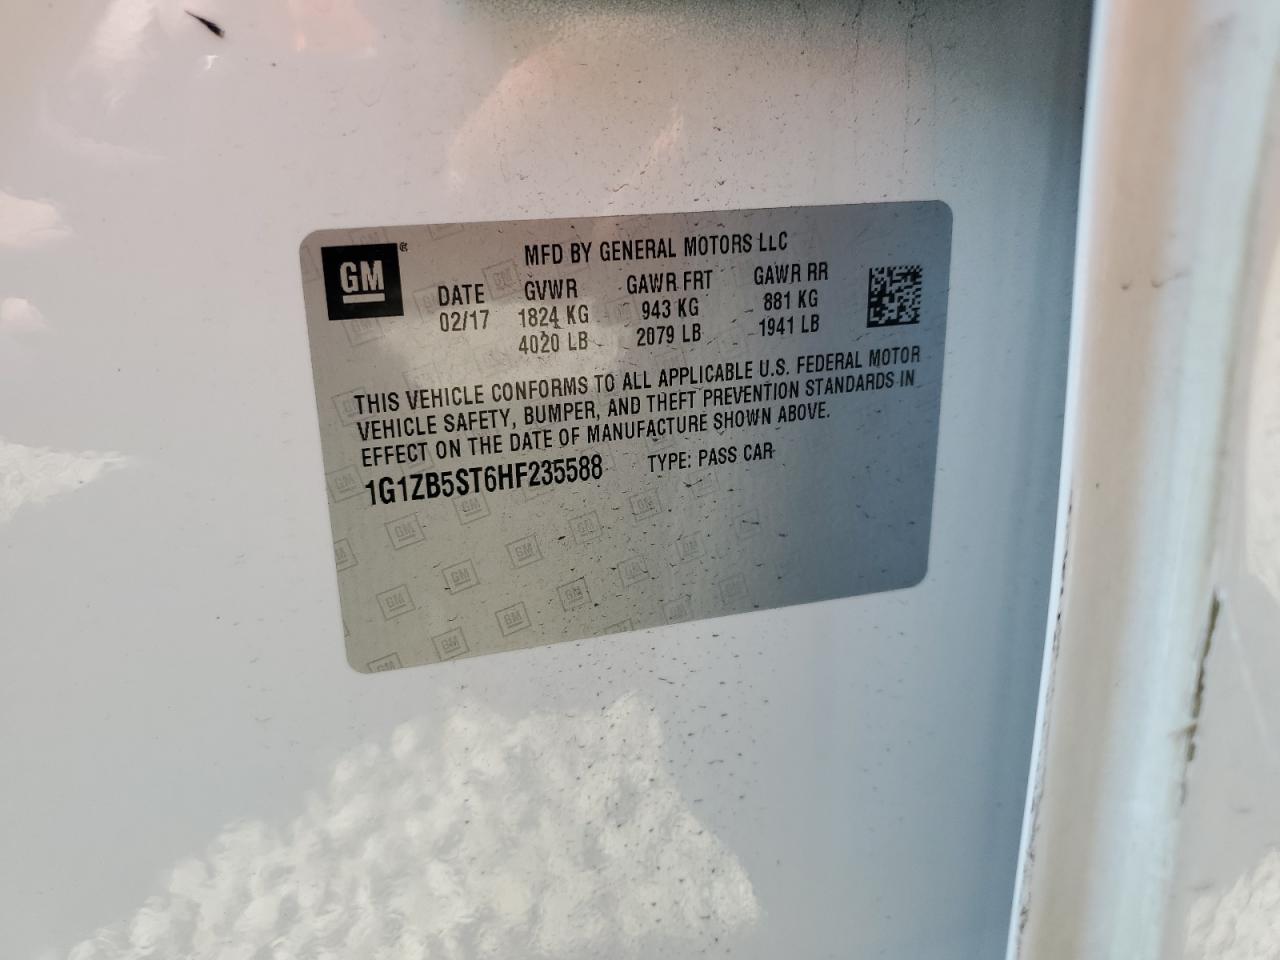 GM ®
MFD BY GENERAL MOTORS LLC
DATE GVWR GAWR FRT GAWR RR
02/17 1824 KG 943 KG 881 KG
4020 LB 2079 LB 1941 LB
THIS VEHICLE CONFORMS TO ALL APPLICABLE U.S. FEDERAL MOTOR
VEHICLE SAFETY, BUMPER, AND THEFT PREVENTION STANDARDS IN
EFFECT ON THE DATE OF MANUFACTURE SHOWN ABOVE.
1G1ZB5ST6HF235588 TYPE: PASS CAR